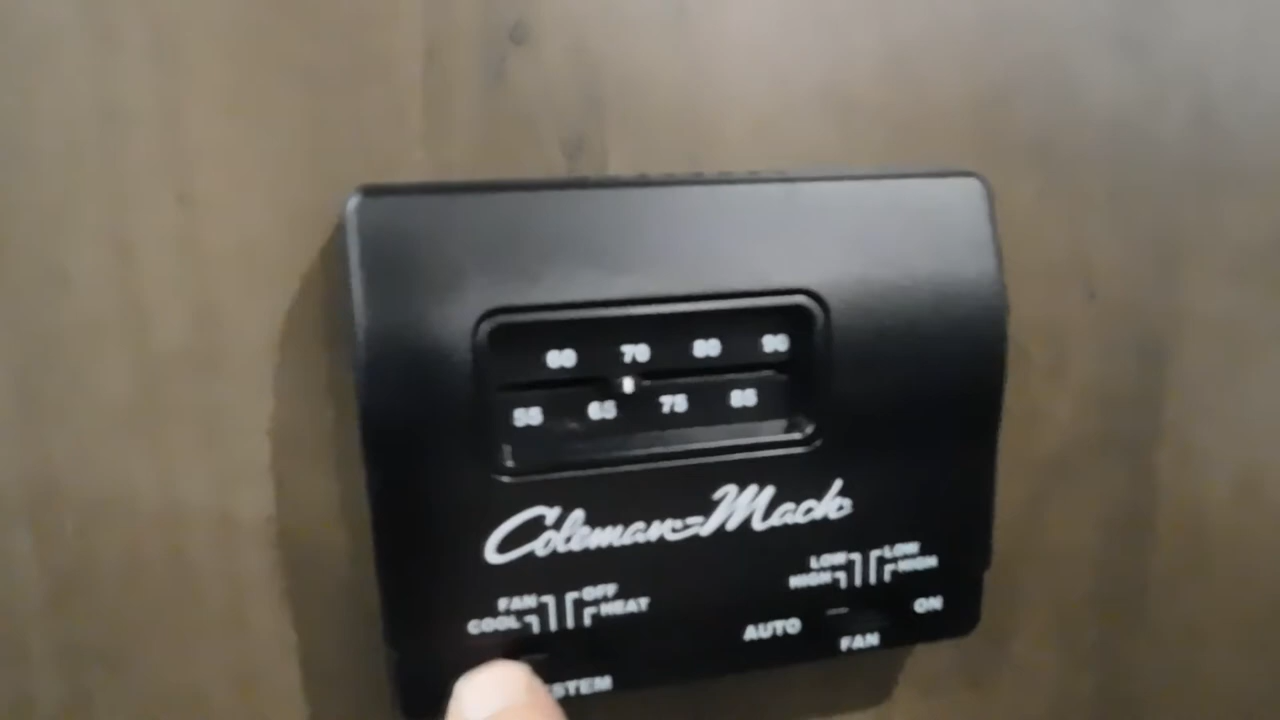 60 70 80 90
55 65 75 85
Coleman-Mach
LOW LOW
HIGH HIGH
FAN OFF
COOL HEAT
AUTO ON
FAN
STEM